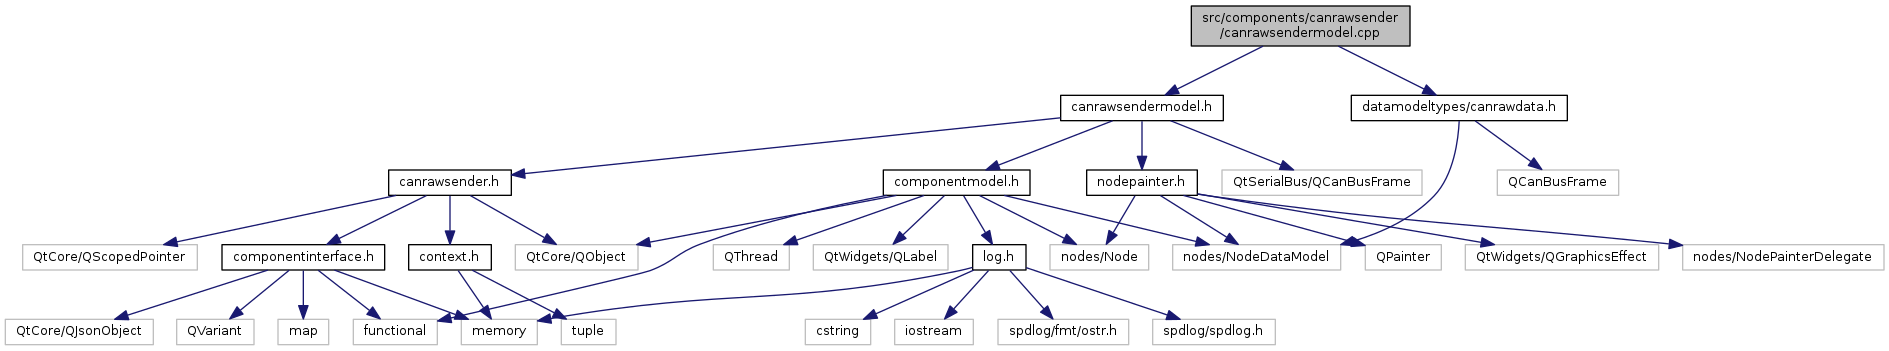 src/components/canrawsender
/canrawsendermodel.cpp
canrawsendermodel.h
datamodeltypes/canrawdata.h
canrawsender.h
componentmodel.h
nodepainter.h
QtSerialBus/QCanBusFrame
QCanBusFrame
QtCore/QScopedPointer
componentinterface.h
context.h
QtCore/QObject
QThread
QtWidgets/QLabel
log.h
nodes/Node
nodes/NodeDataModel
QPainter
QtWidgets/QGraphicsEffect
nodes/NodePainterDelegate
QtCore/QJsonObject
QVariant
map
functional
memory
tuple
cstring
iostream
spdlog/fmt/ostr.h
spdlog/spdlog.h